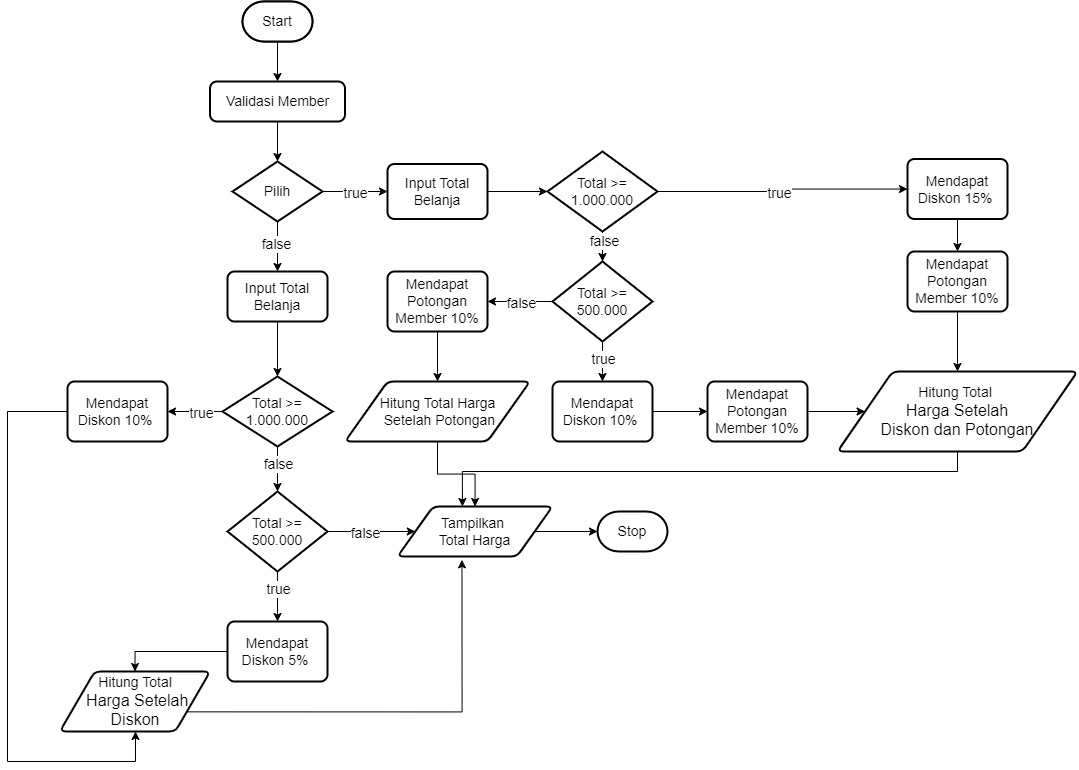 Start
Validasi Member
Pilih
true
Input Total
Belanja
Total >=
1.000.000
true
Mendapat
Diskon 15%
false
false
Input Total
Belanja
Mendapat
Potongan
Member 10%
false
Total >=
500.000
Mendapat
Potongan
Member 10%
true
Mendapat
Diskon 10%
true
Total >=
1.000.000
Hitung Total Harga
Setelah Potongan
Mendapat
Diskon 10%
Mendapat
Potongan
Member 10%
Hitung Total
Harga Setelah
Diskon dan Potongan
false
Total >=
500.000
false
Tampilkan
Total Harga
Stop
true
Mendapat
Diskon 5%
Hitung Total
Harga Setelah
Diskon